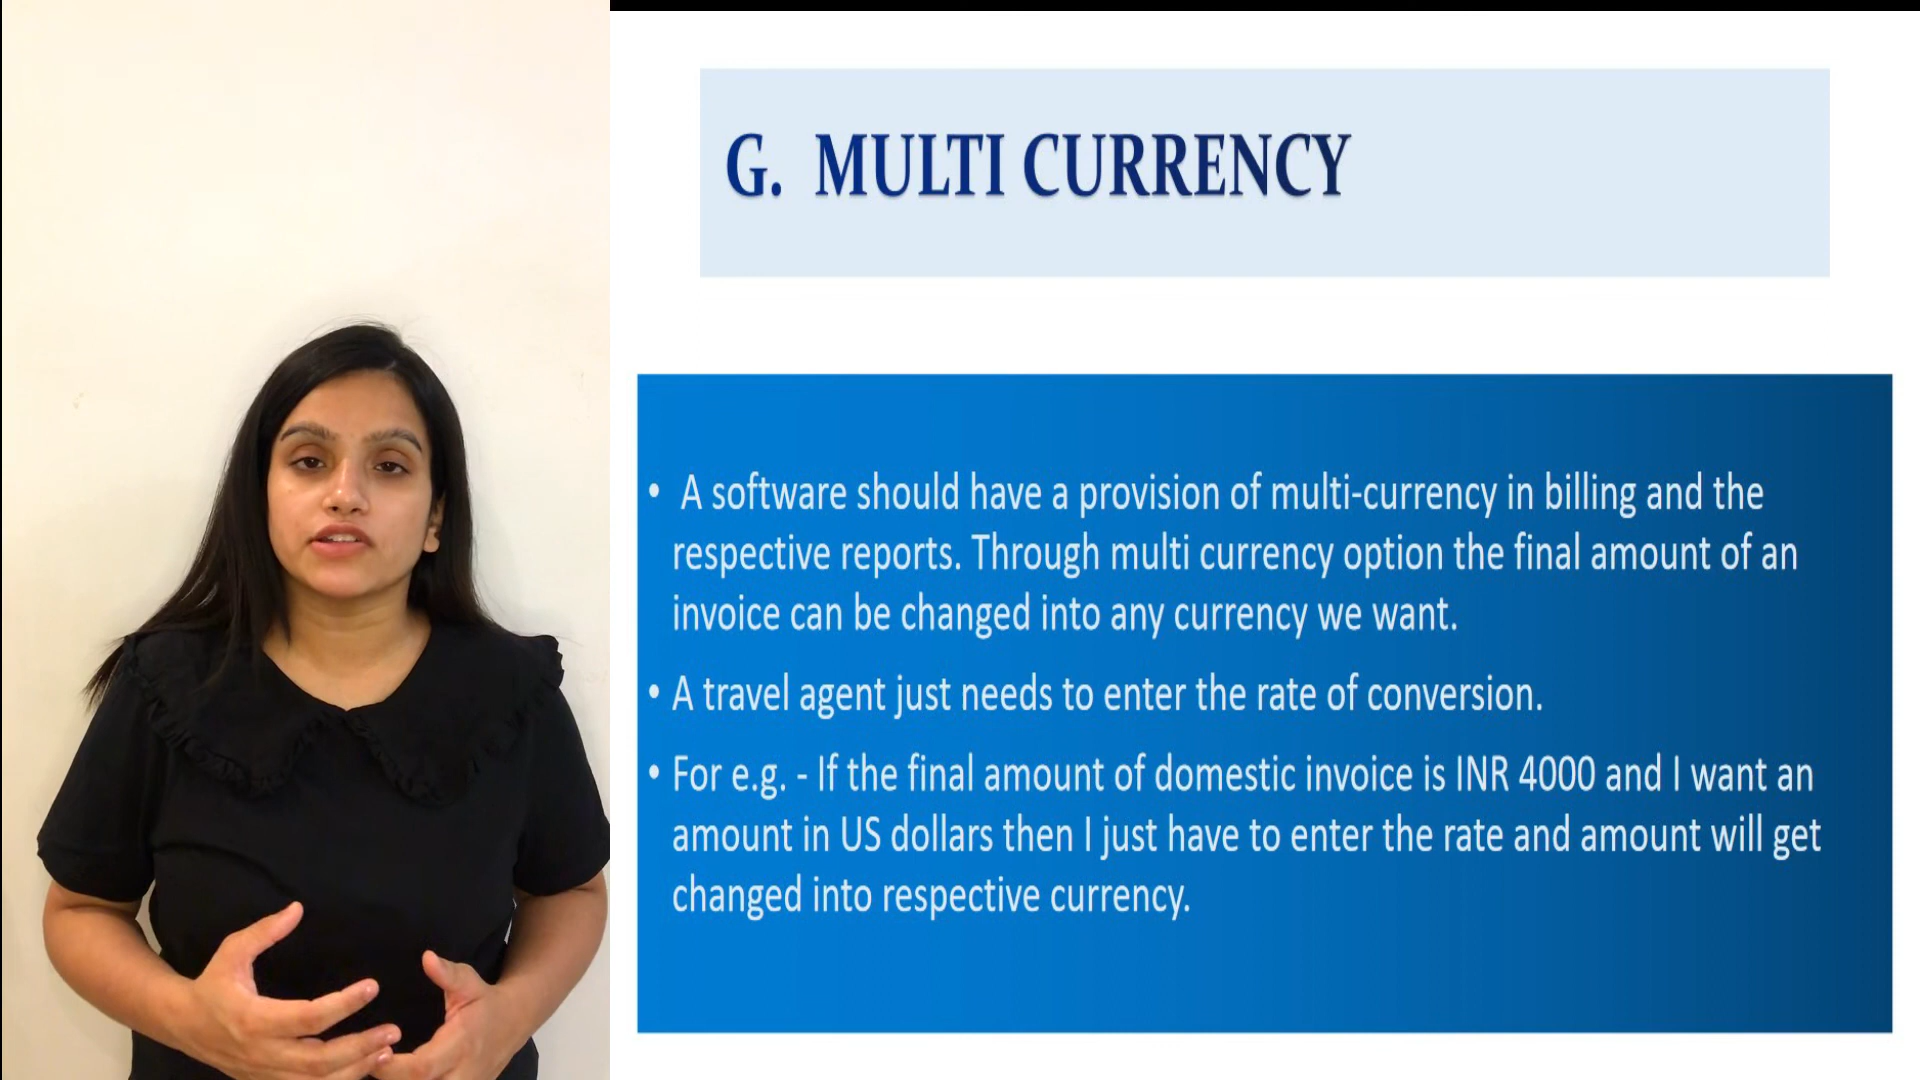 G. MULTI CURRENCY
• A software should have a provision of multi-currency in billing and the
respective reports. Through multi currency option the final amount of an
invoice can be changed into any currency we want.
• A travel agent just needs to enter the rate of conversion.
• For e.g. - If the final amount of domestic invoice is INR 4000 and I want an
amount in US dollars then I just have to enter the rate and amount will get
changed into respective currency.